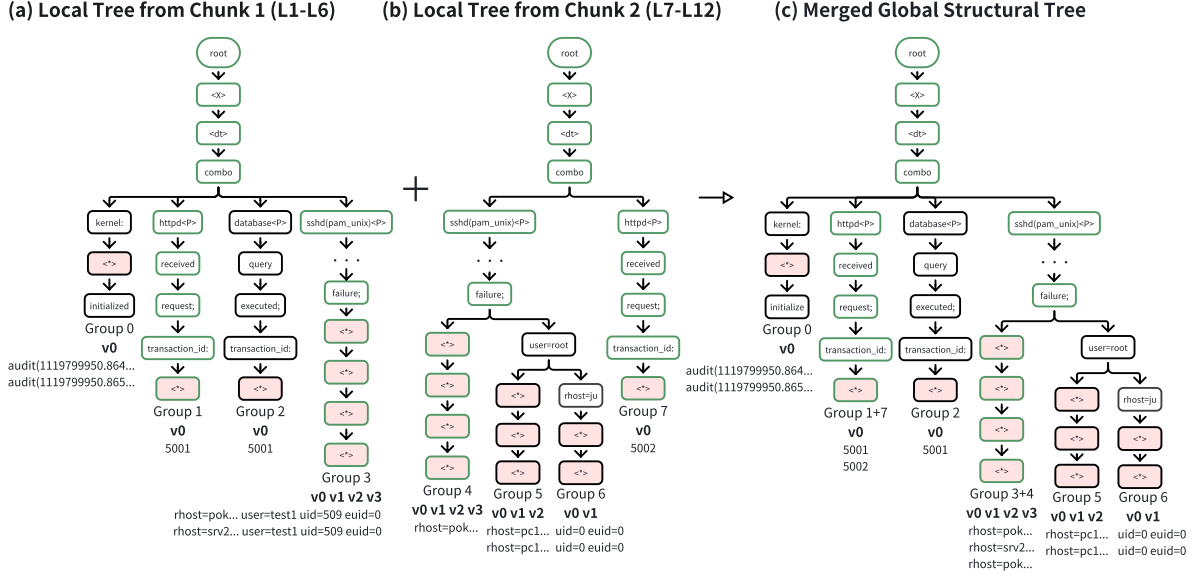 (a) Local Tree from Chunk 1 (L1-L6)
root
<X>
<dt>
combo
kernel: httpd<P> database<P> sshd(pam_unix)<P>
<*> received query . . .
initialized request; executed; failure;
Group 0
v0
audit(1119799950.864...
audit(1119799950.865...
transaction_id: transaction_id: <*>
<*> <*> <*>
Group 1 Group 2 <*>
v0 v0
5001 5001 <*>
Group 3
v0 v1 v2 v3
rhost=pok... user=test1 uid=509 euid=0
rhost=srv2... user=test1 uid=509 euid=0
+
(b) Local Tree from Chunk 2 (L7-L12)
root
<X>
<dt>
combo
sshd(pam_unix)<P> httpd<P>
. . . received
failure; request;
<*> user=root transaction_id:
<*> <*> rhost=ju <*>
<*> <*> <*>
<*> <*> <*>
Group 4
v0 v1 v2 v3
rhost=pok...
Group 5
v0 v1 v2
rhost=pc1...
rhost=pc1...
Group 6
v0 v1
uid=0 euid=0
uid=0 euid=0
Group 7
v0
5002
(c) Merged Global Structural Tree
root
<X>
<dt>
combo
kernel: httpd<P> database<P> sshd(pam_unix)<P>
<*> received query . . .
initialize request; executed; failure;
Group 0
v0
audit(1119799950.864...
audit(1119799950.865...
transaction_id: transaction_id: <*> user=root
<*> <*> <*> <*> rhost=ju
Group 1+7
v0
5001
5002
Group 2
v0
5001
<*> <*> <*>
<*> <*> <*>
Group 3+4
v0 v1 v2 v3
rhost=pok...
rhost=srv2...
rhost=pok...
Group 5
v0 v1 v2
rhost=pc1...
rhost=pc1...
Group 6
v0 v1
uid=0 euid=0
uid=0 euid=0